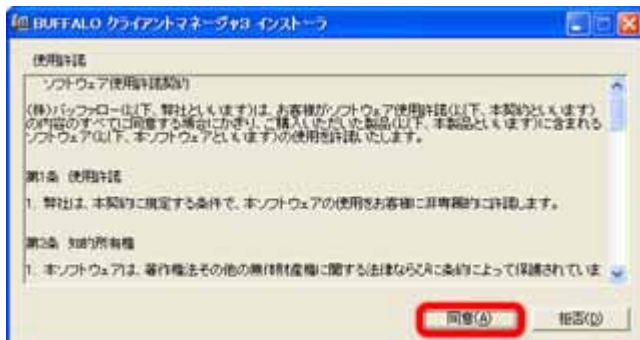 BUFFALO クライアントマネージャ3 インストーラ
使用許諾
ソフトウェア使用許諾契約
(株)バッファロー(以下、弊社といいます)は、お客様がソフトウェア使用許諾(以下、本契約といいます)
の内容のすべてに同意する場合にかぎり、ご購入いただいた製品(以下、本製品といいます)に含まれる
ソフトウェア(以下、本ソフトウェアといいます)の使用を許諾いたします。
第1条 使用許諾
1. 弊社は、本契約に規定する条件で、本ソフトウェアの使用をお客様に非専属的に許諾します。
第2条 知的所有権
1. 本ソフトウェアは、著作権法その他の無体財産権に関する法律ならびに条約によって保護されていま
同意(A)
拒否(D)